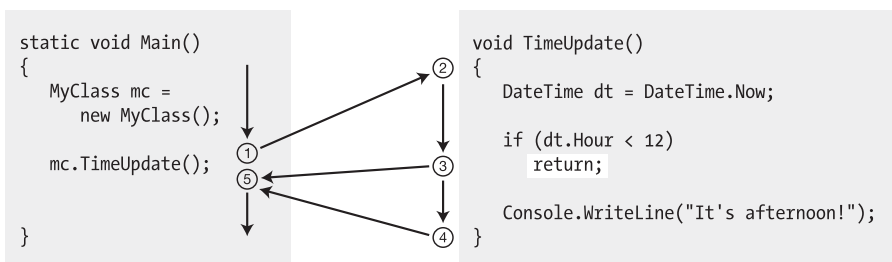 static void Main()
{
MyClass mc =
new MyClass();
mc.TimeUpdate();
}
1
5
2
3
4
void TimeUpdate()
{
DateTime dt = DateTime.Now;
if (dt.Hour < 12)
return;
Console.WriteLine("It's afternoon!");
}